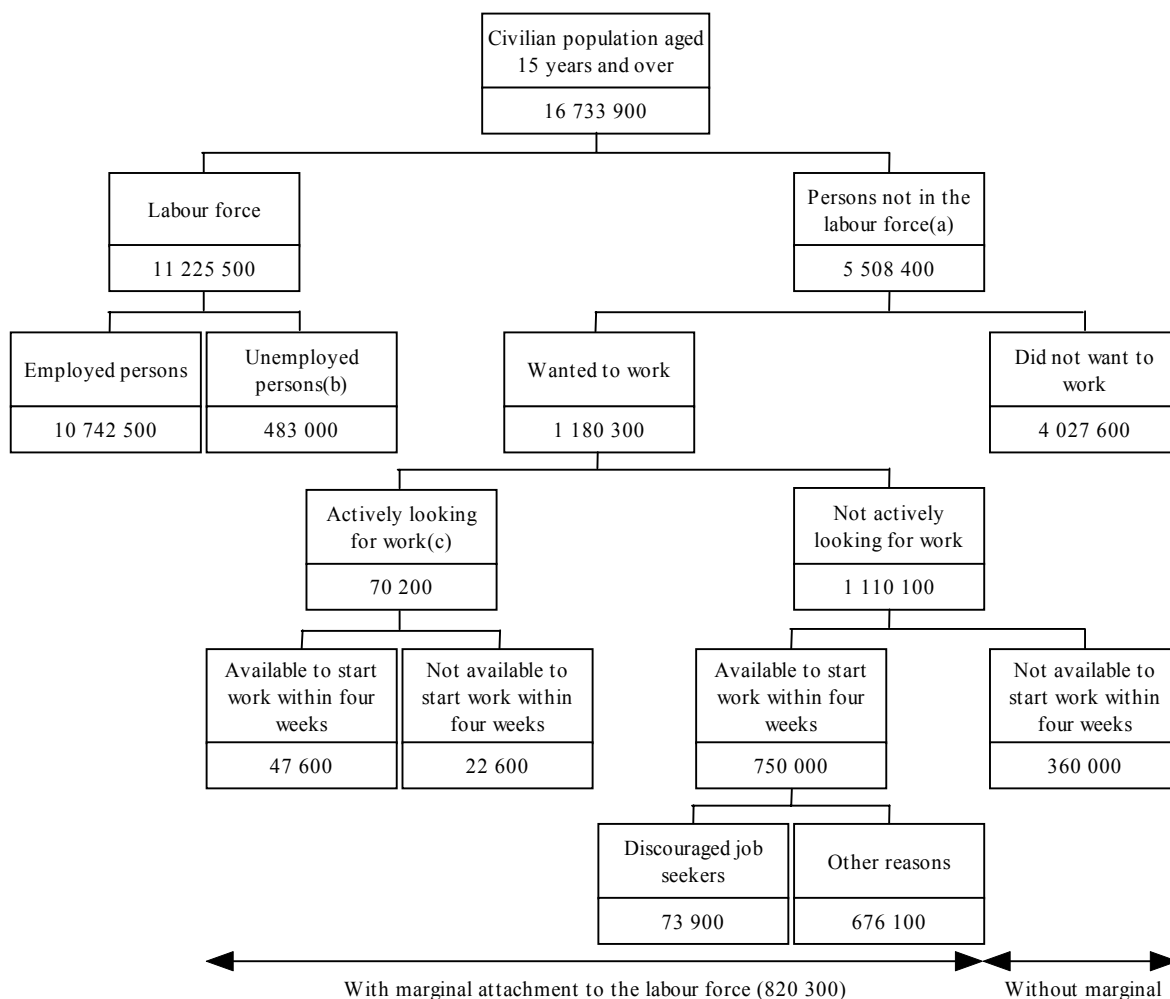 Civilian population aged
15 years and over
16 733 900
Labour force
11 225 500
Persons not in the
labour force(a)
5 508 400
Employed persons
10 742 500
Unemployed
persons(b)
483 000
Wanted to work
1 180 300
Did not want to
work
4 027 600
Actively looking
for work(c)
70 200
Not actively
looking for work
1 110 100
Available to start
work within four
weeks
47 600
Not available to
start work within
four weeks
22 600
Available to start
work within four
weeks
750 000
Not available to
start work within
four weeks
360 000
Discouraged job
seekers
73 900
Other reasons
676 100
With marginal attachment to the labour force (820 300)
Without marginal